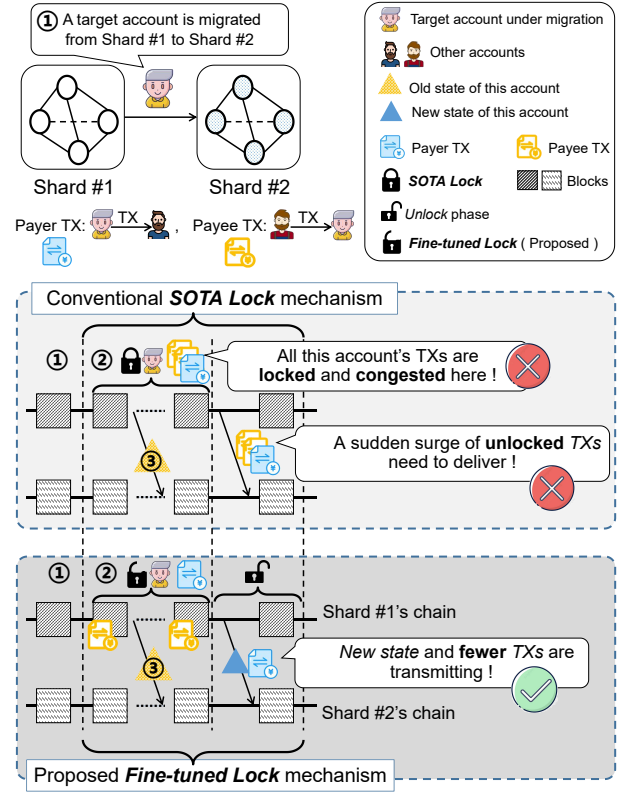 ① A target account is migrated
from Shard #1 to Shard #2
Shard #1
Shard #2
Payer TX:
TX
,
Payee TX:
TX
Target account under migration
Other accounts
Old state of this account
New state of this account
Payer TX
Payee TX
SOTA Lock
Blocks
Unlock phase
Fine-tuned Lock ( Proposed )
Conventional SOTA Lock mechanism
①
②
All this account's TXs are
locked and congested here !
③
A sudden surge of unlocked TXs
need to deliver !
①
②
Shard #1's chain
③
New state and fewer TXs are
transmitting !
Shard #2's chain
Proposed Fine-tuned Lock mechanism